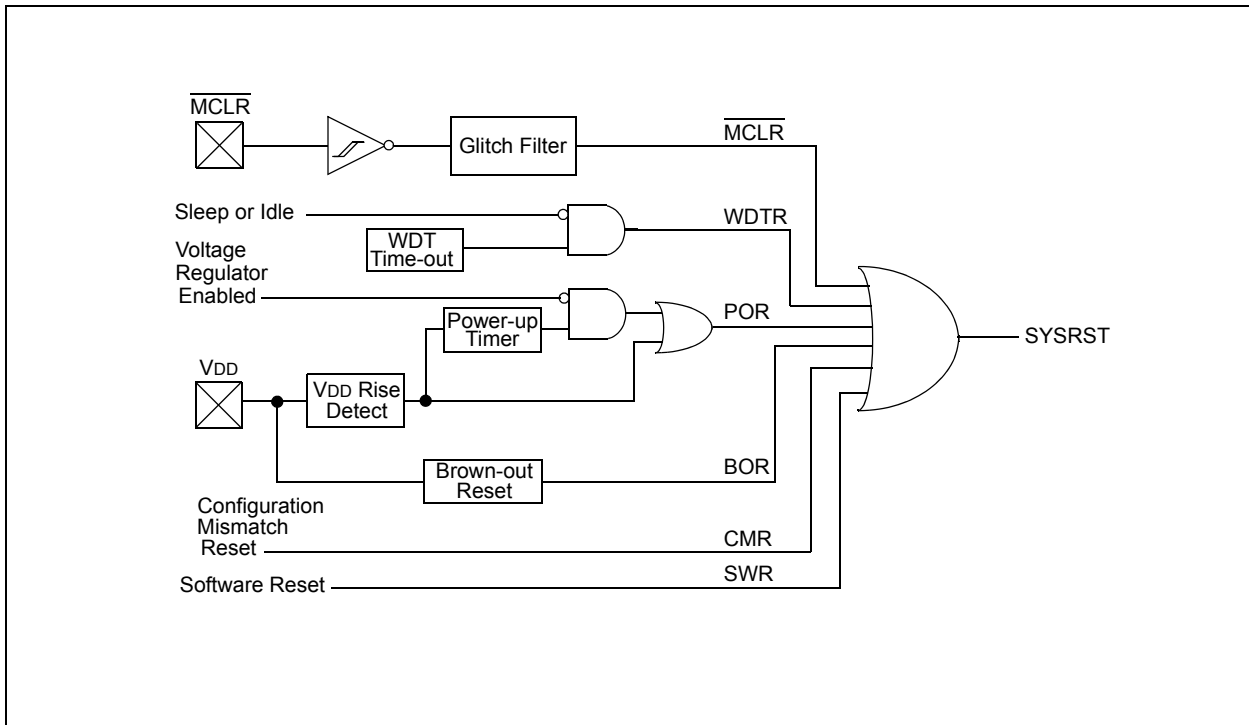 MCLR
Glitch Filter
MCLR
Sleep or Idle
WDTR
WDT
Time-out
Voltage
Regulator
Enabled
Power-up
Timer
POR
SYSRST
VDD
VDD Rise
Detect
Brown-out
Reset
BOR
Configuration
Mismatch
Reset
CMR
Software Reset
SWR